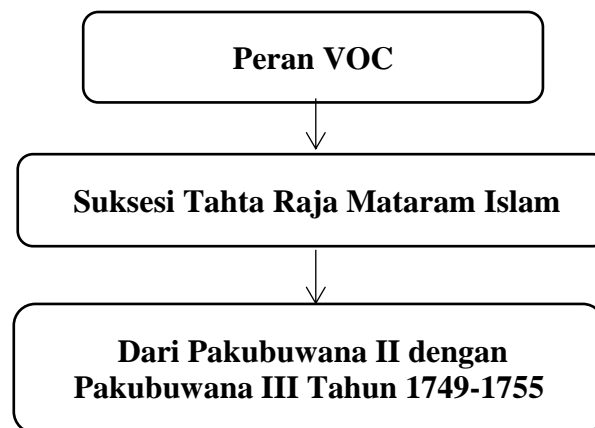 Peran VOC
Suksesi Tahta Raja Mataram Islam
Dari Pakubuwana II dengan
Pakubuwana III Tahun 1749-1755